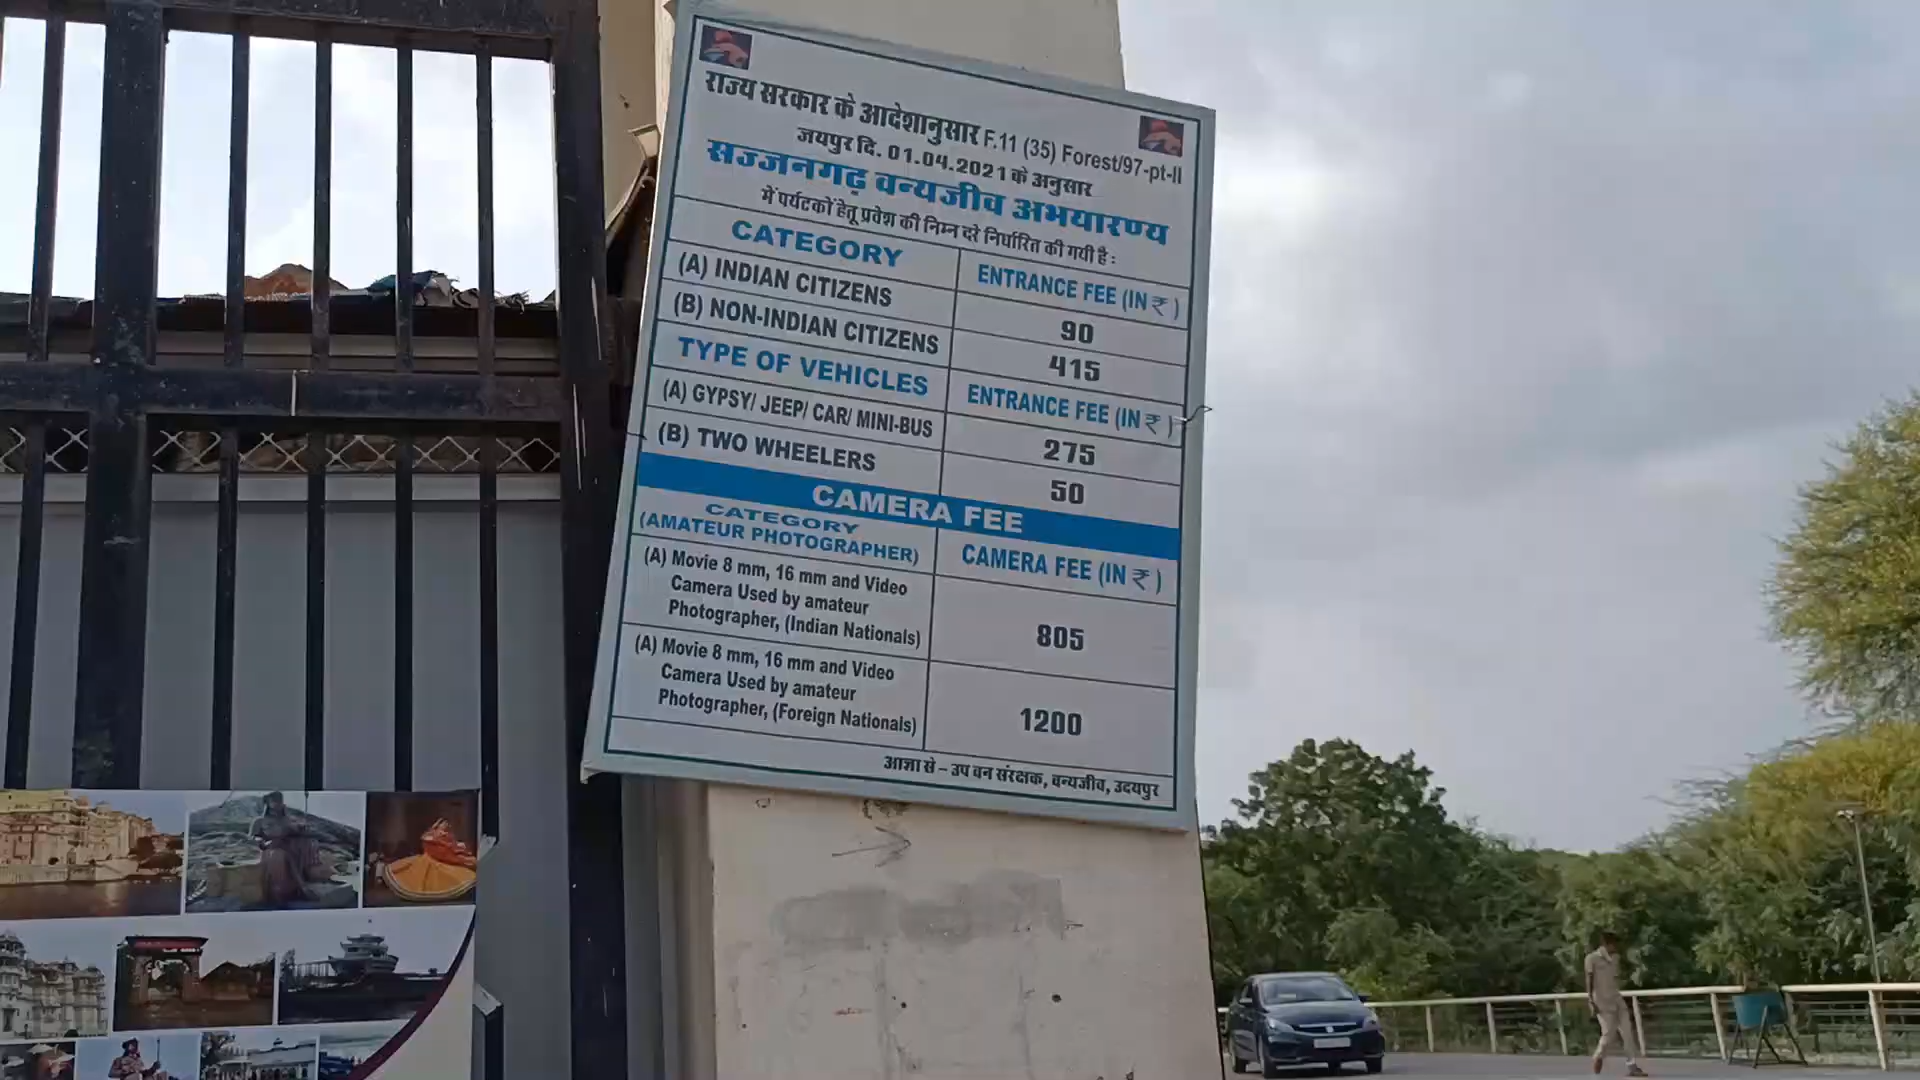 राज्य सरकार के आदेशानुसार F.11 (35) Forest/97-pt-II
जयपुर दि. 01.04.2021 के अनुसार
सज्जनगढ़ वन्यजीव अभयारण्य
में पर्यटकों हेतू प्रवेश की निम्न दरे निर्धारित की गयी है :
CATEGORY
ENTRANCE FEE (IN ₹ )
(A) INDIAN CITIZENS
90
(B) NON-INDIAN CITIZENS
415
TYPE OF VEHICLES
ENTRANCE FEE (IN ₹ )
(A) GYPSY/ JEEP/ CAR/ MINI-BUS
275
(B) TWO WHEELERS
50
CAMERA FEE
CATEGORY
(AMATEUR PHOTOGRAPHER)
CAMERA FEE (IN ₹ )
(A) Movie 8 mm, 16 mm and Video
Camera Used by amateur
Photographer, (Indian Nationals)
805
(A) Movie 8 mm, 16 mm and Video
Camera Used by amateur
Photographer, (Foreign Nationals)
1200
आज्ञा से – उप वन संरक्षक, वन्यजीव, उदयपुर